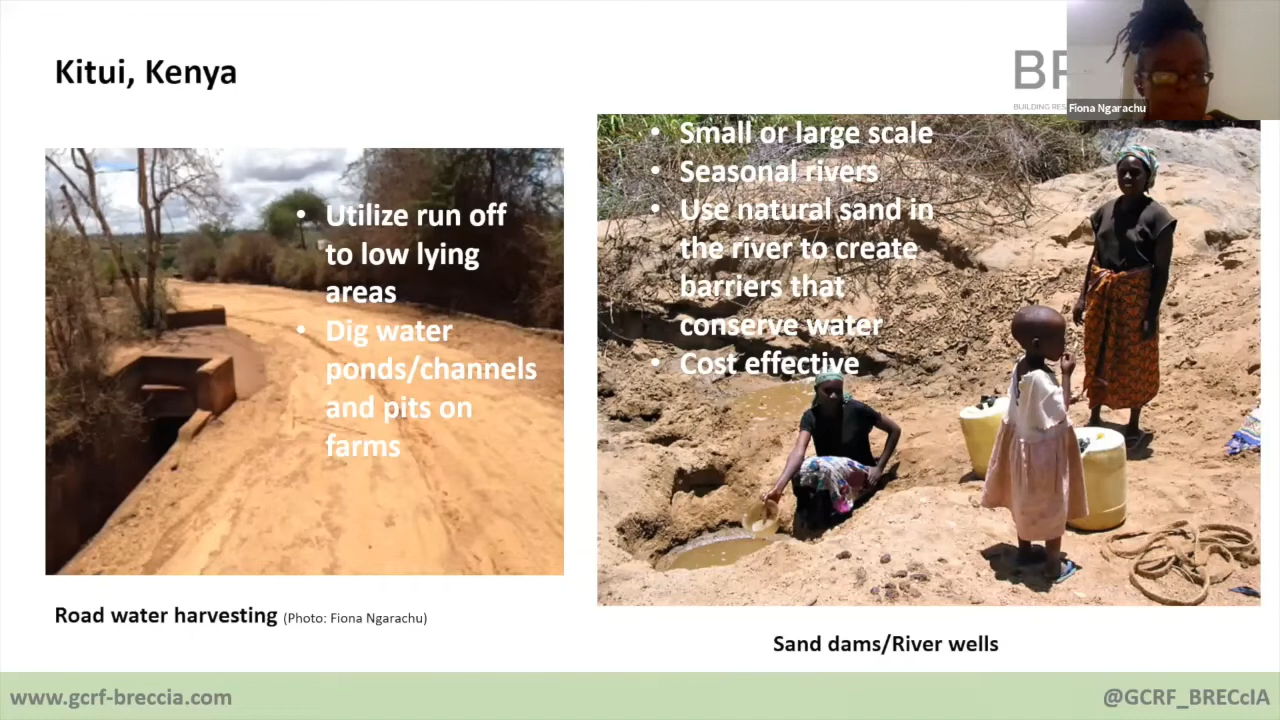 Kitui, Kenya
Fiona Ngarachu
• Utilize run off
to low lying
areas
• Dig water
ponds/channels
and pits on
farms
• Small or large scale
• Seasonal rivers
• Use natural sand in
the river to create
barriers that
conserve water
• Cost effective
Road water harvesting (Photo: Fiona Ngarachu)
Sand dams/River wells
www.gcrf-breccia.com
@GCRF_BRECcIA